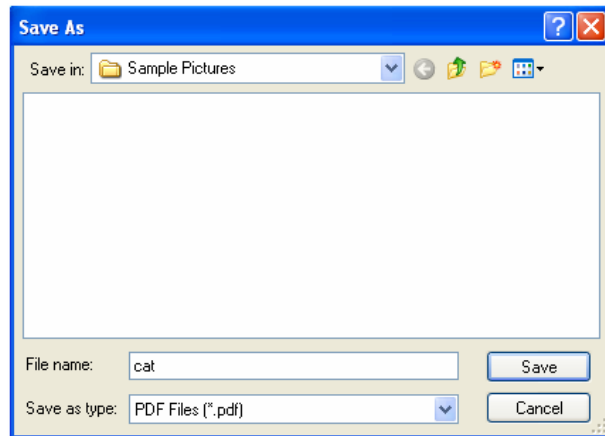 Save As
Save in: Sample Pictures
File name: cat Save
Save as type: PDF Files (*.pdf) Cancel